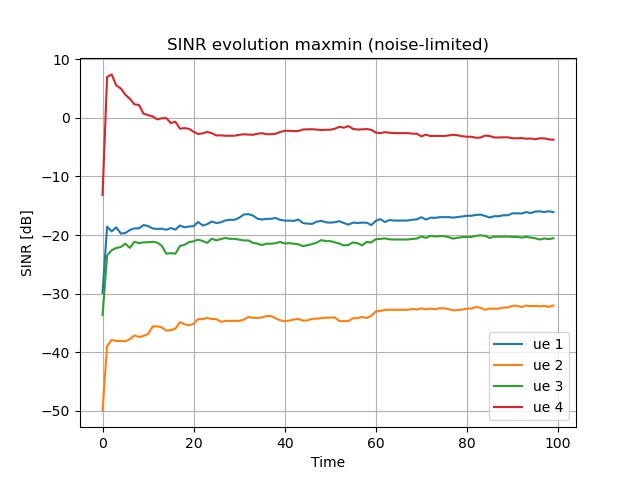 SINR evolution maxmin (noise-limited)
10
0
−10
−20
−30
−40
−50
SINR [dB]
0 20 40 60 80 100
Time
ue 1
ue 2
ue 3
ue 4